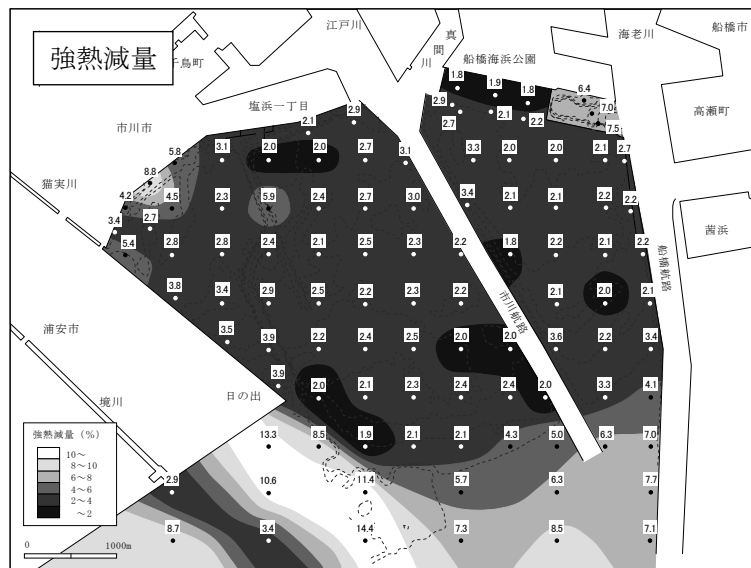 強熱減量
江戸川
真間川
船橋海浜公園
海老川
船橋市
千鳥町
高瀬町
塩浜一丁目
市川市
猫実川
茜浜
船橋航路
市川航路
浦安市
境川
日の出
1.8 1.9 1.8 6.4
2.9 7.0
2.9 2.1 2.7 2.1 2.2 7.5
5.8 3.1 2.0 2.0 2.7 3.1 3.3 2.0 2.0 2.1 2.7
8.8
4.2 4.5 2.3 5.9 2.4 2.7 3.0 3.4 2.1 2.1 2.2 2.2
3.4 2.7
5.4 2.8 2.8 2.4 2.1 2.5 2.3 2.2 1.8 2.2 2.1 2.2
3.8 3.4 2.9 2.5 2.2 2.3 2.2 2.1 2.0 2.1
3.5 3.9 2.2 2.4 2.5 2.0 2.0 3.6 2.2 3.4
3.9 2.0 2.1 2.3 2.4 2.4 2.0 3.3 4.1
13.3 8.5 1.9 2.1 2.1 4.3 5.0 6.3 7.0
2.9 10.6 11.4 5.7 6.3 7.7
8.7 3.4 14.4 7.3 8.5 7.1
強熱減量（%）
10～
8～10
6～8
4～6
2～4
～2
0 1000m